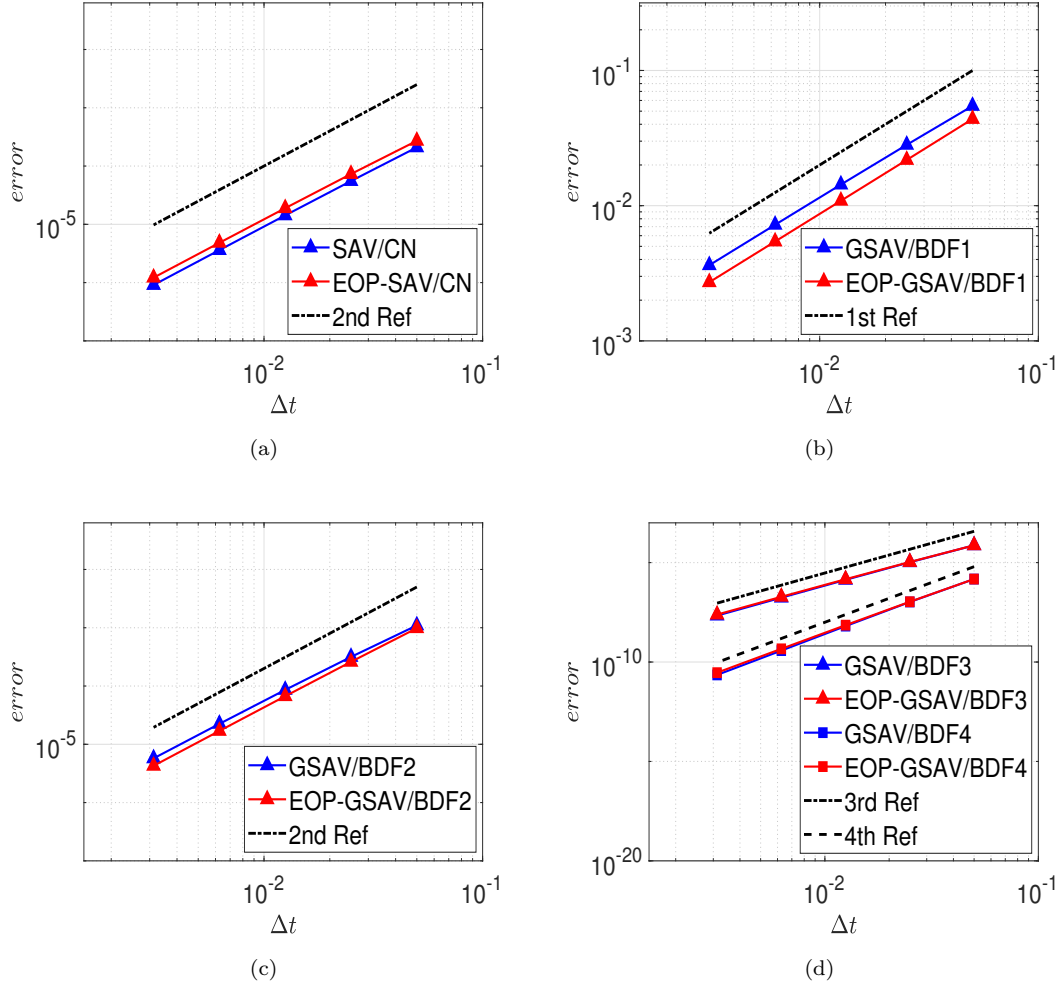 error
10^-5
SAV/CN
EOP-SAV/CN
2nd Ref
10^-2
10^-1
Δt
(a)
error
10^-1
10^-2
10^-3
GSAV/BDF1
EOP-GSAV/BDF1
1st Ref
10^-2
10^-1
Δt
(b)
error
10^-5
GSAV/BDF2
EOP-GSAV/BDF2
2nd Ref
10^-2
10^-1
Δt
(c)
error
10^-10
10^-15
10^-20
GSAV/BDF3
EOP-GSAV/BDF3
GSAV/BDF4
EOP-GSAV/BDF4
3rd Ref
4th Ref
10^-2
10^-1
Δt
(d)